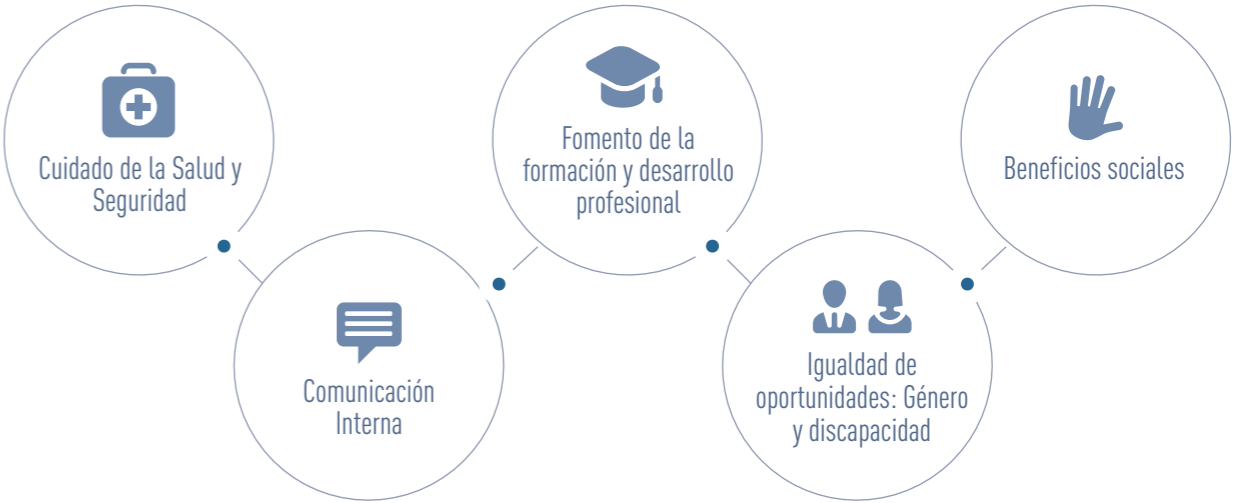 Cuidado de la Salud y
Seguridad
Comunicación
Interna
Fomento de la
formación y desarrollo
profesional
Igualdad de
oportunidades: Género
y discapacidad
Beneficios sociales